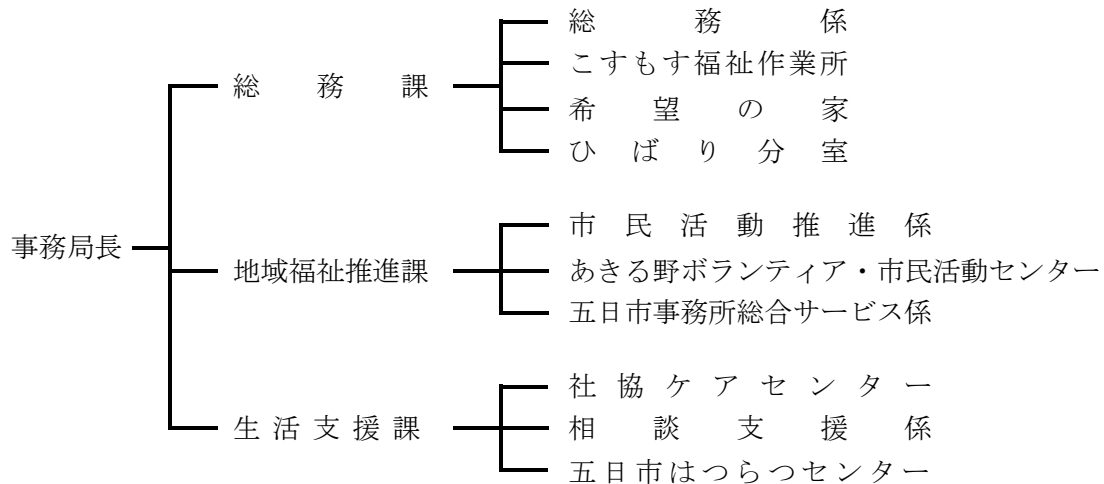 事務局長
総務課
総務係
こすもす福祉作業所
希望の家
ひばり分室
地域福祉推進課
市民活動推進係
あきる野ボランティア・市民活動センター
五日市事務所総合サービス係
生活支援課
社協ケアセンター
相談支援係
五日市はつらつセンター